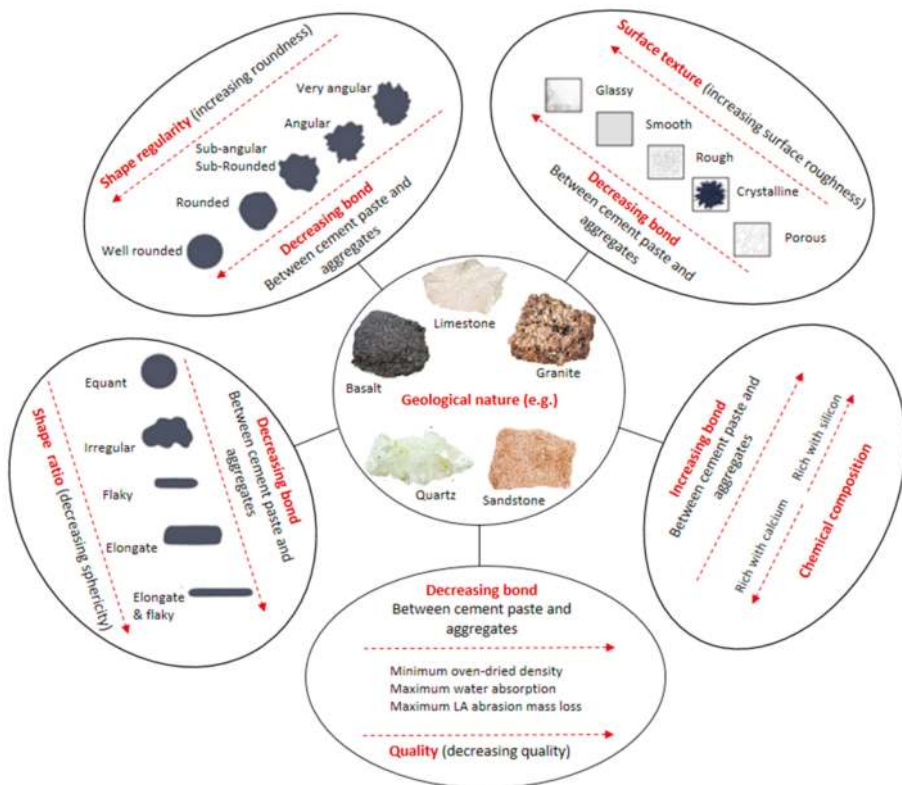 Shape regularity (increasing roundness)
Very angular
Angular
Sub-angular
Sub-Rounded
Rounded
Well rounded
Decreasing bond
Between cement paste and
aggregates
Surface texture (increasing surface roughness)
Glassy
Smooth
Rough
Crystalline
Porous
Decreasing bond
Between cement paste and
aggregates
Limestone
Basalt
Granite
Geological nature (e.g.)
Quartz
Sandstone
Shape ratio (decreasing sphericity)
Equant
Irregular
Flaky
Elongate
Elongate
& flaky
Decreasing bond
Between cement paste and
aggregates
Increasing bond
Between cement paste and
aggregates
Rich with calcium
Rich with silicon
Chemical composition
Decreasing bond
Between cement paste and
aggregates
Minimum oven-dried density
Maximum water absorption
Maximum LA abrasion mass loss
Quality (decreasing quality)